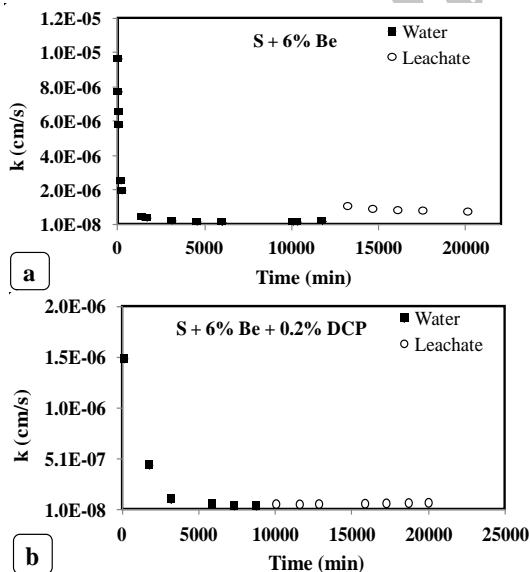 1.2E-05
S + 6% Be
Water
1.0E-05
Leachate
8.0E-06
k (cm/s)
6.0E-06
4.0E-06
2.0E-06
1.0E-08
0 5000 10000 15000 20000
Time (min)
a
2.0E-06
S + 6% Be + 0.2% DCP
Water
Leachate
1.5E-06
k (cm/s)
1.0E-06
5.1E-07
1.0E-08
0 5000 10000 15000 20000 25000
Time (min)
b